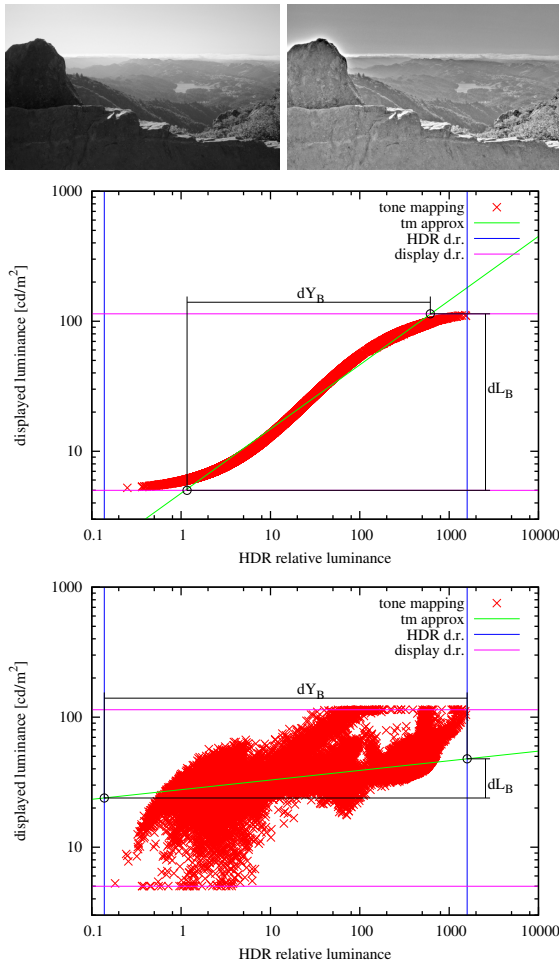 1000
100
10
displayed luminance [cd/m²]
tone mapping
tm approx
HDR d.r.
display d.r.
dY_B
dL_B
0.1 1 10 100 1000 10000
HDR relative luminance
1000
100
10
displayed luminance [cd/m²]
tone mapping
tm approx
HDR d.r.
display d.r.
dY_B
dL_B
0.1 1 10 100 1000 10000
HDR relative luminance